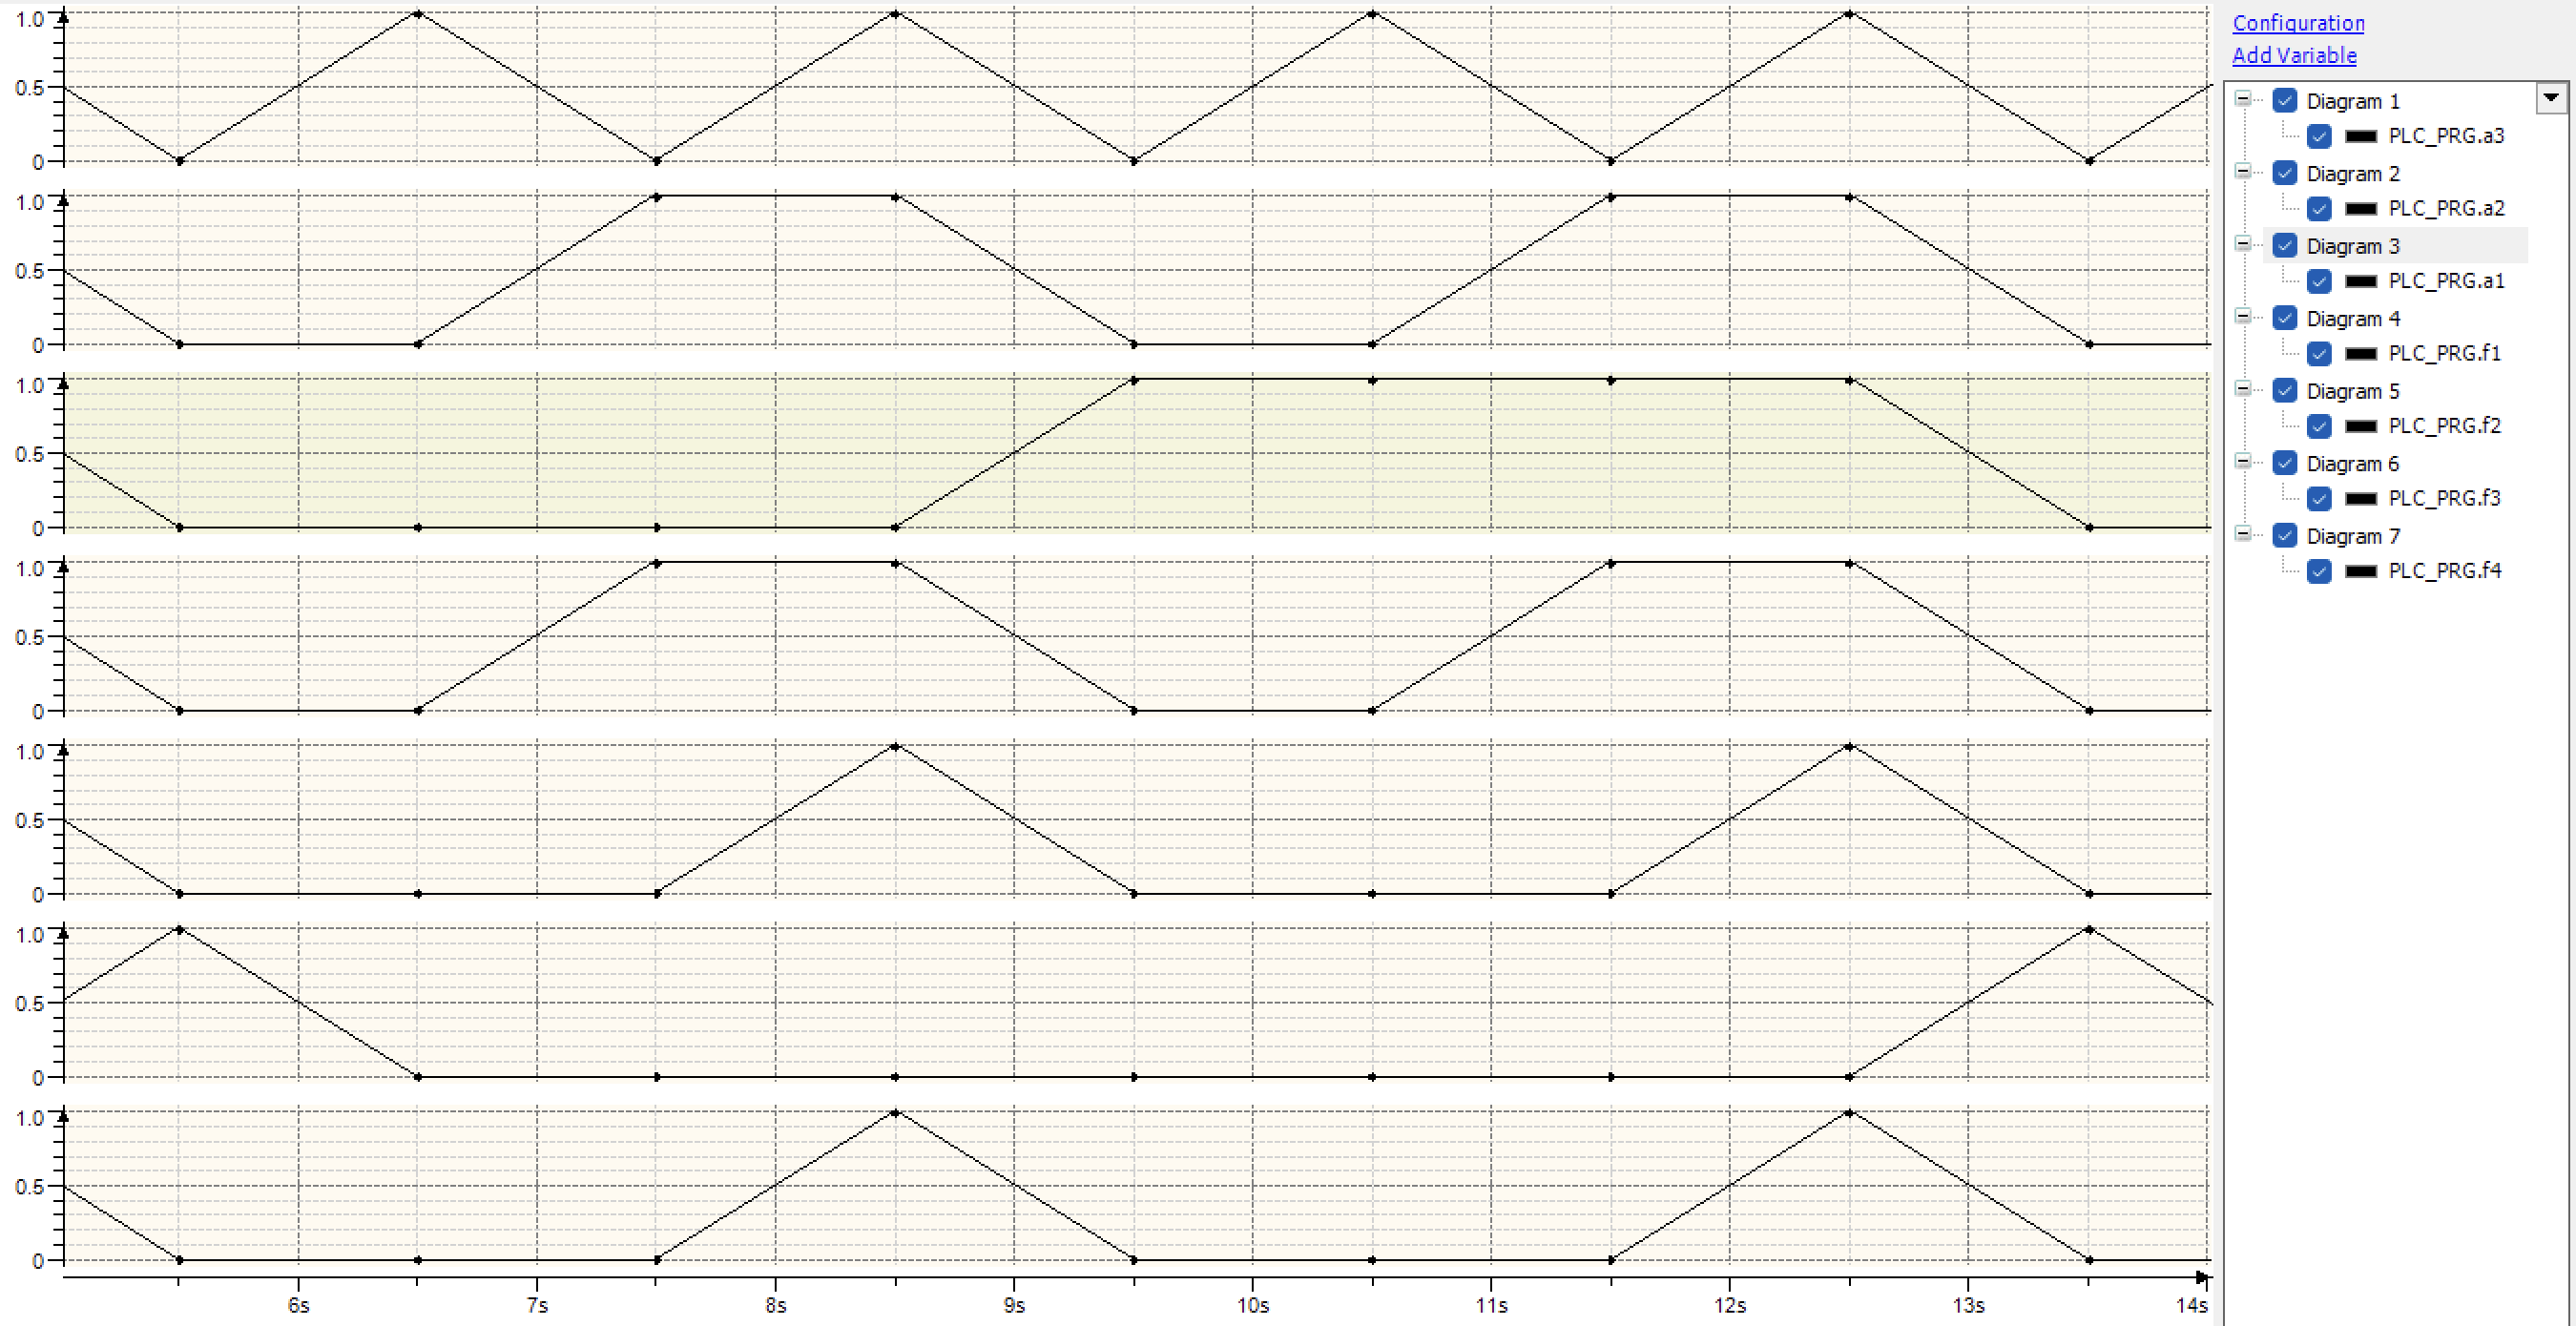 1.0
0.5
0
1.0
0.5
0
1.0
0.5
0
1.0
0.5
0
1.0
0.5
0
1.0
0.5
0
1.0
0.5
0
6s 7s 8s 9s 10s 11s 12s 13s 14s
Configuration
Add Variable
Diagram 1
PLC_PRG.a3
Diagram 2
PLC_PRG.a2
Diagram 3
PLC_PRG.a1
Diagram 4
PLC_PRG.f1
Diagram 5
PLC_PRG.f2
Diagram 6
PLC_PRG.f3
Diagram 7
PLC_PRG.f4